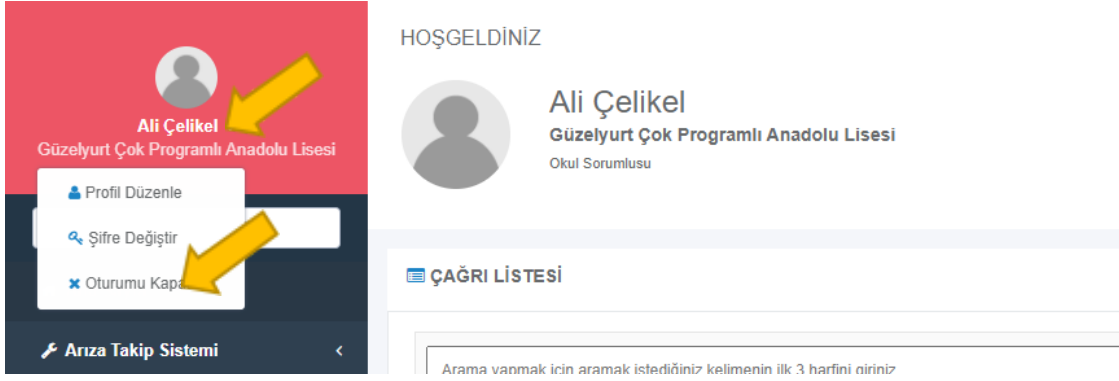 Ali Çelikel
Güzelyurt Çok Programlı Anadolu Lisesi
Profil Düzenle
Şifre Değiştir
Oturumu
Arıza Takip Sistemi
HOŞGELDİNİZ
Ali Çelikel
Güzelyurt Çok Programlı Anadolu Lisesi
Okul Sorumlusu
ÇAĞRI LİSTESİ
Arama yapmak için aramak istediğiniz kelimenin ilk 3 harfini giriniz